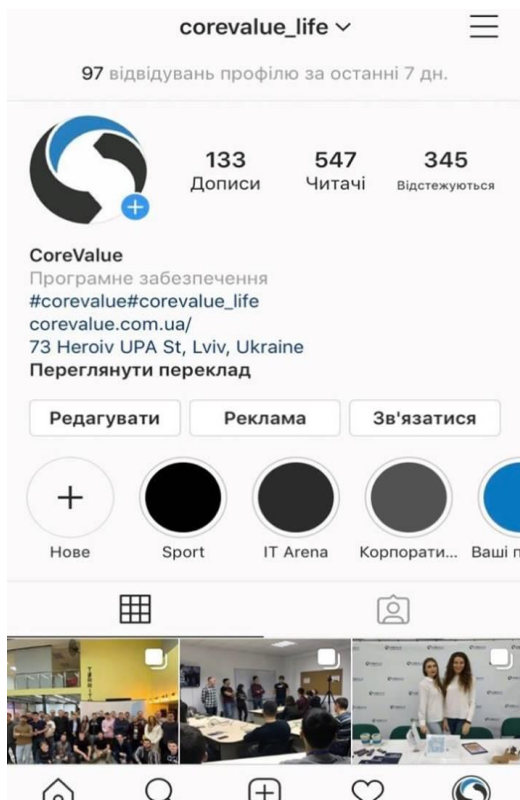 corevalue_life
97 відвідувань профілю за останні 7 дн.
133 547 345
Дописи Читачі Відстежуються
CoreValue
Програмне забезпечення
#corevalue#corevalue_life
corevalue.com.ua/
73 Heroiv UPA St, Lviv, Ukraine
Переглянути переклад
Редагувати Реклама Зв'язатися
Нове Sport IT Arena Корпорати... Ваші п